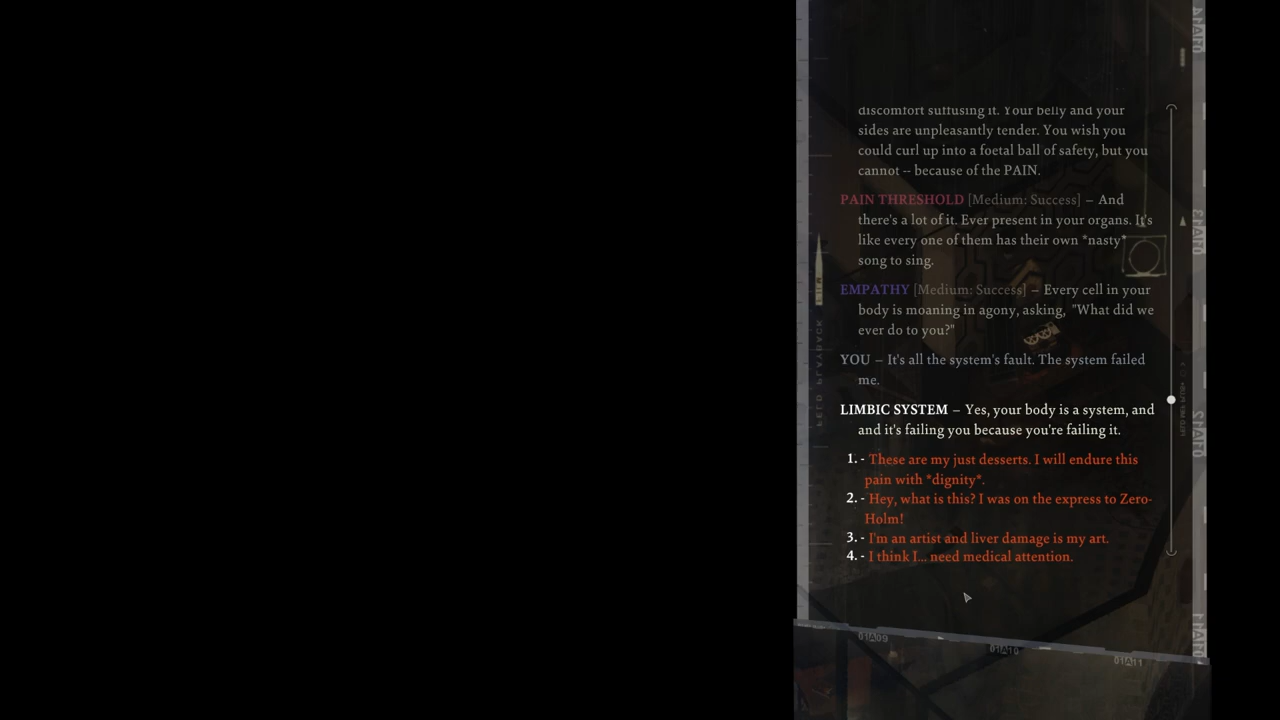 discomfort suffusing it. Your belly and your
sides are unpleasantly tender. You wish you
could curl up into a foetal ball of safety, but you
cannot -- because of the PAIN.
PAIN THRESHOLD [Medium: Success] – And
there's a lot of it. Ever present in your organs. It's
like every one of them has their own *nasty*
song to sing.
EMPATHY [Medium: Success] – Every cell in your
body is moaning in agony, asking, "What did we
ever do to you?"
YOU – It's all the system's fault. The system failed
me.
LIMBIC SYSTEM – Yes, your body is a system, and
and it's failing you because you're failing it.
1. - These are my just desserts. I will endure this
pain with *dignity*.
2. - Hey, what is this? I was on the express to Zero-
Holm!
3. - I'm an artist and liver damage is my art.
4. - I think I... need medical attention.
01A09
01A10
01A11